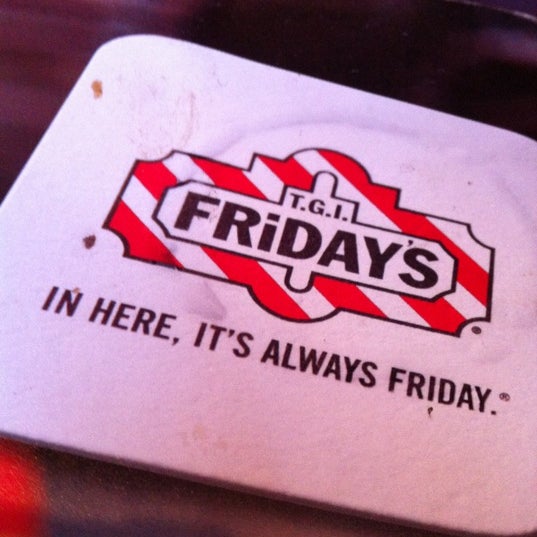 T.G.I.
FRiDAY'S
®
IN HERE, IT'S ALWAYS FRIDAY.®